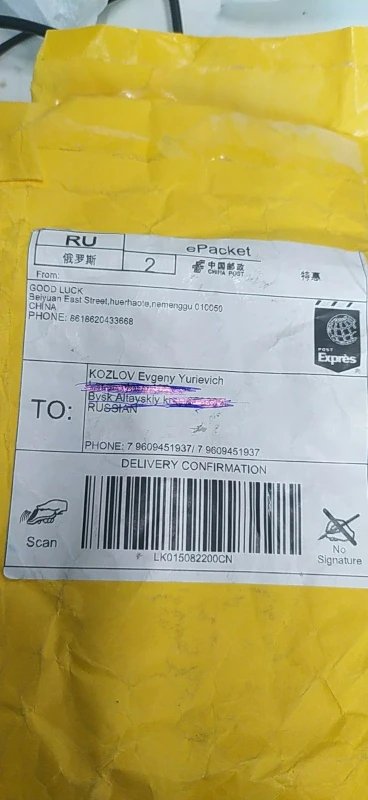 RU
ePacket
俄罗斯
2
中国邮政
CHINA POST
特惠
From:
GOOD LUCK
Beiyuan East Street,huerhaote,nemenggu 010050
CHINA
PHONE: 8618620433668
POST
Exprès
TO:
KOZLOV Evgeny Yurievich
Bysk Altayskiy
RUSSIAN
PHONE: 7 9609451937/ 7 9609451937
DELIVERY CONFIRMATION
Scan
LK015082200CN
No
Signature